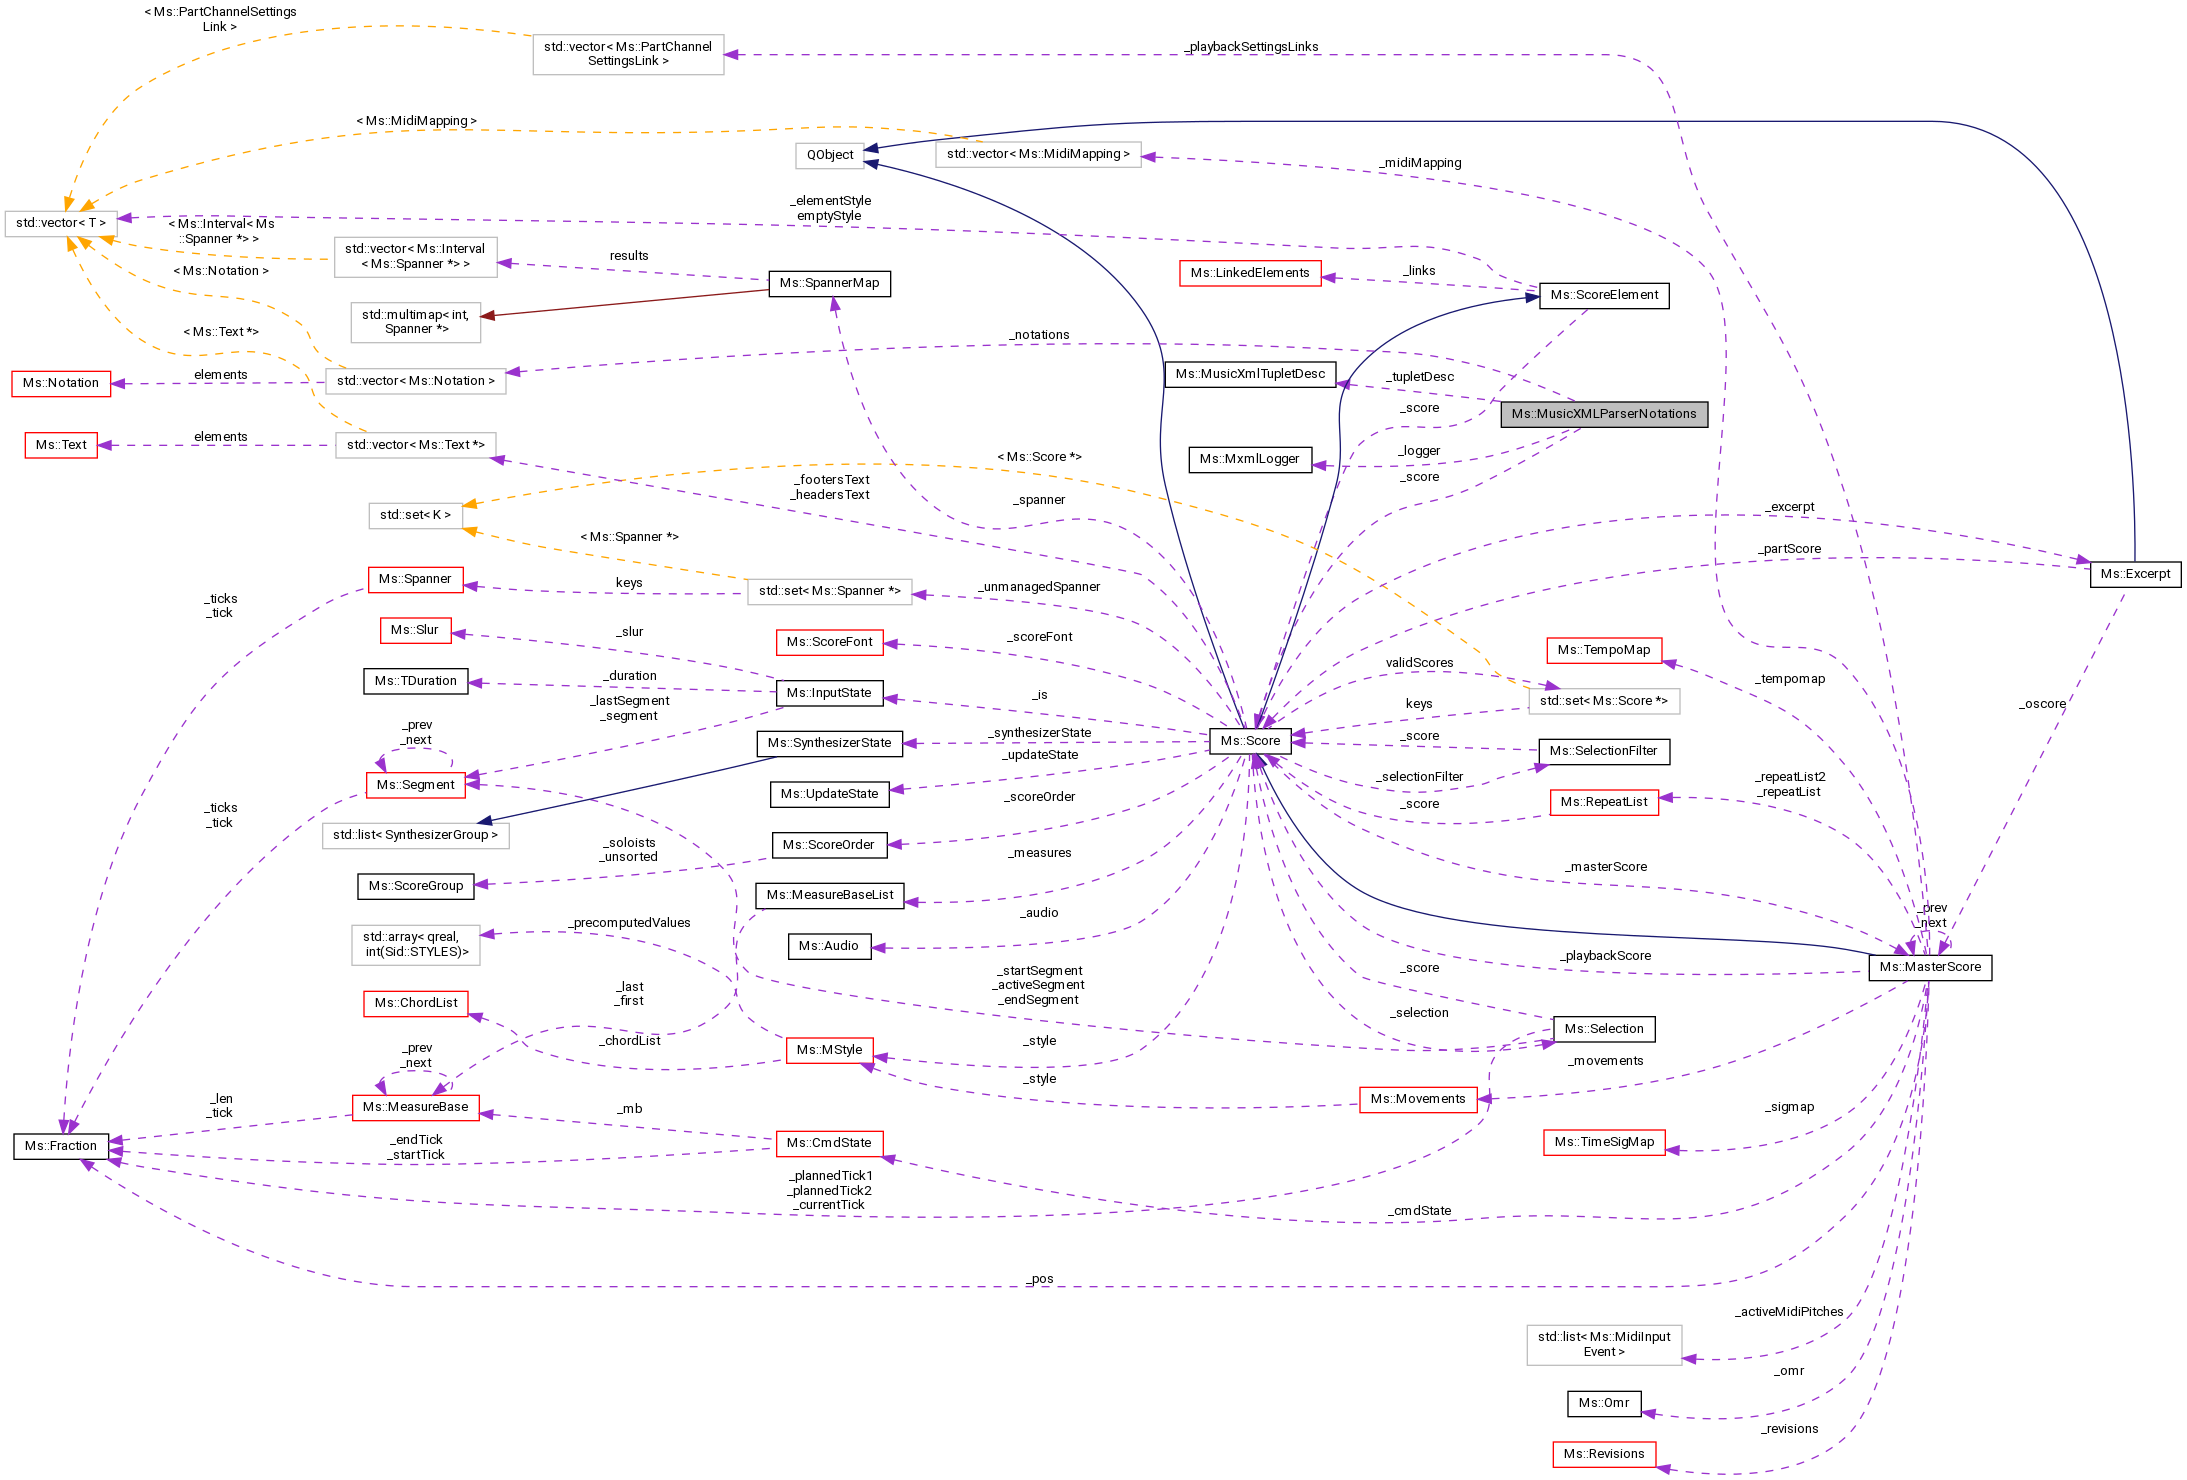 < Ms::PartChannelSettings
Link >
std::vector< Ms::PartChannel
SettingsLink >
_playbackSettingsLinks
< Ms::MidiMapping >
QObject
std::vector< Ms::MidiMapping >
_midiMapping
std::vector< T >
< Ms::Interval< Ms
::Spanner *> >
_elementStyle
emptyStyle
std::vector< Ms::Interval
< Ms::Spanner *> >
results
Ms::SpannerMap
Ms::LinkedElements
_links
Ms::ScoreElement
< Ms::Notation >
std::multimap< int,
Spanner *>
< Ms::Text *>
_notations
Ms::Notation
elements
std::vector< Ms::Notation >
Ms::MusicXmlTupletDesc
_tupletDesc
_score
Ms::MusicXMLParserNotations
Ms::Text
elements
std::vector< Ms::Text *>
< Ms::Score *>
Ms::MxmlLogger
_logger
_score
_footersText
_headersText
_spanner
std::set< K >
_excerpt
< Ms::Spanner *>
_partScore
Ms::Excerpt
_ticks
_tick
Ms::Spanner
keys
std::set< Ms::Spanner *>
_unmanagedSpanner
Ms::Slur
_slur
Ms::ScoreFont
_scoreFont
Ms::TempoMap
Ms::TDuration
_duration
Ms::InputState
_is
validScores
_tempomap
_lastSegment
_segment
keys
std::set< Ms::Score *>
_oscore
_prev
_next
Ms::SynthesizerState
_synthesizerState
Ms::Score
_score
Ms::SelectionFilter
_updateState
Ms::Segment
Ms::UpdateState
_selectionFilter
_repeatList2
_repeatList
_ticks
_tick
std::list< SynthesizerGroup >
_scoreOrder
_score
Ms::RepeatList
_soloists
_unsorted
Ms::ScoreOrder
_measures
_masterScore
Ms::ScoreGroup
Ms::MeasureBaseList
_audio
_prev
_next
std::array< qreal,
int(Sid::STYLES)>
_precomputedValues
Ms::Audio
_playbackScore
Ms::MasterScore
_startSegment
_activeSegment
_endSegment
_score
Ms::ChordList
_last
_first
_selection
Ms::Selection
_chordList
Ms::MStyle
_style
_movements
_prev
_next
_style
Ms::MeasureBase
Ms::Movements
_sigmap
_len
_tick
_mb
Ms::Fraction
_endTick
_startTick
Ms::CmdState
Ms::TimeSigMap
_plannedTick1
_plannedTick2
_currentTick
_cmdState
_pos
_activeMidiPitches
std::list< Ms::MidiInput
Event >
_omr
Ms::Omr
_revisions
Ms::Revisions